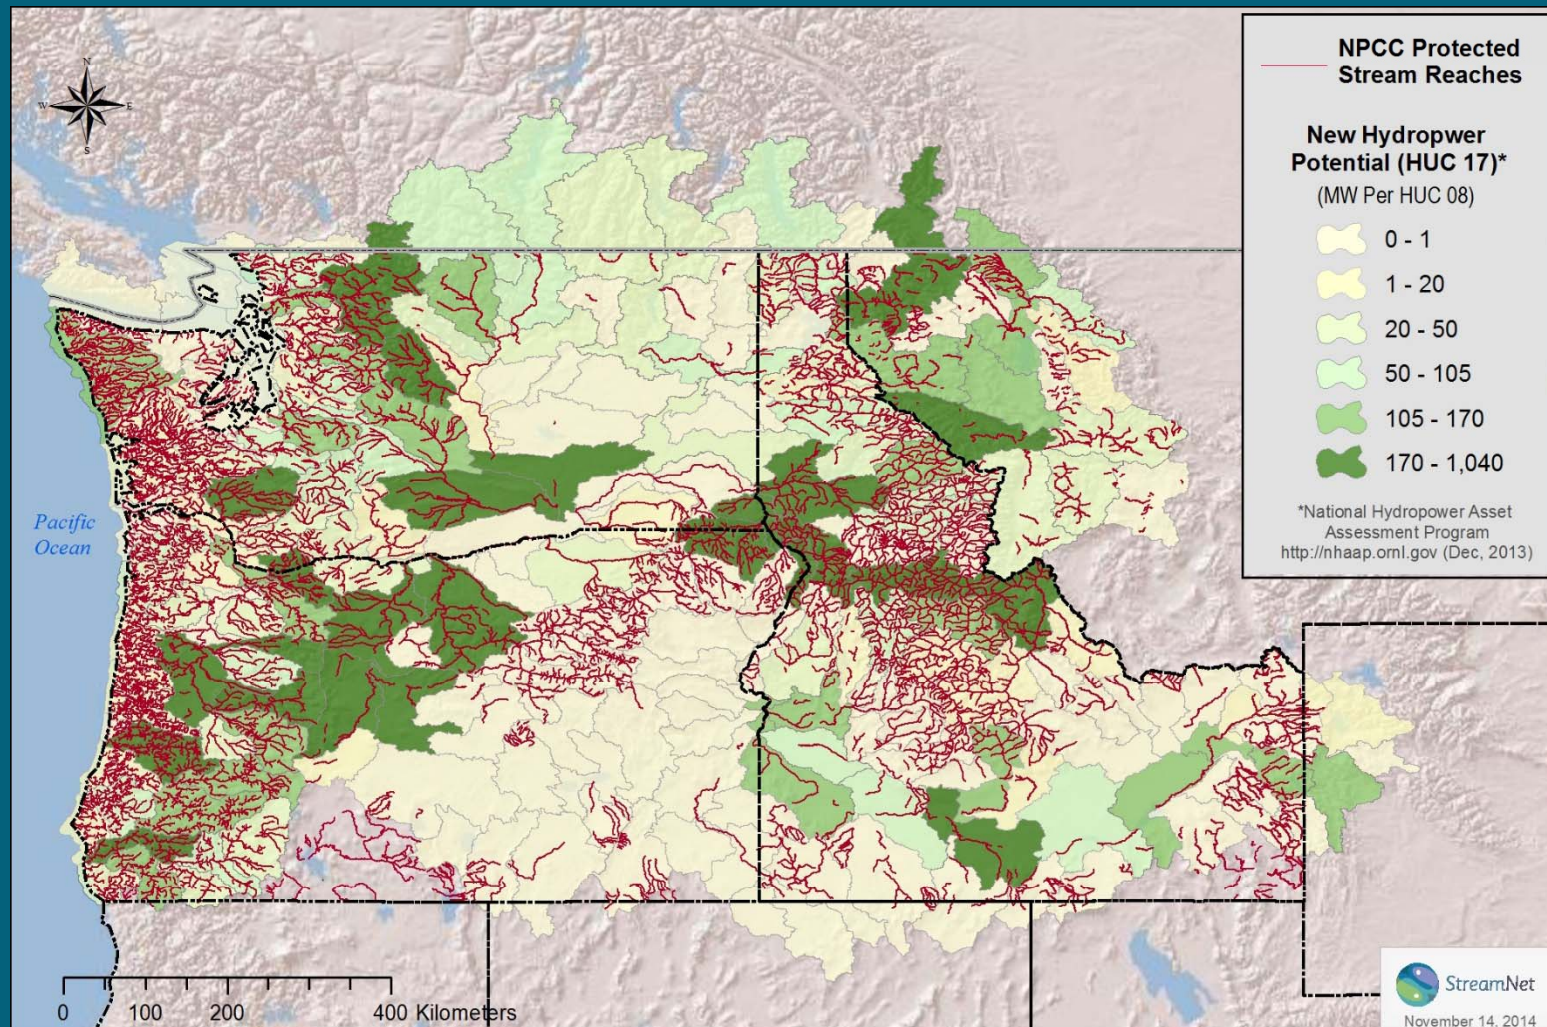 N
W
E
S
NPCC Protected
Stream Reaches
New Hydropwer
Potential (HUC 17)*
(MW Per HUC 08)
0 - 1
1 - 20
20 - 50
50 - 105
105 - 170
170 - 1,040
*National Hydropower Asset
Assessment Program
http://nhaap.ornl.gov (Dec, 2013)
Pacific
Ocean
0 100 200 400 Kilometers
StreamNet
November 14, 2014